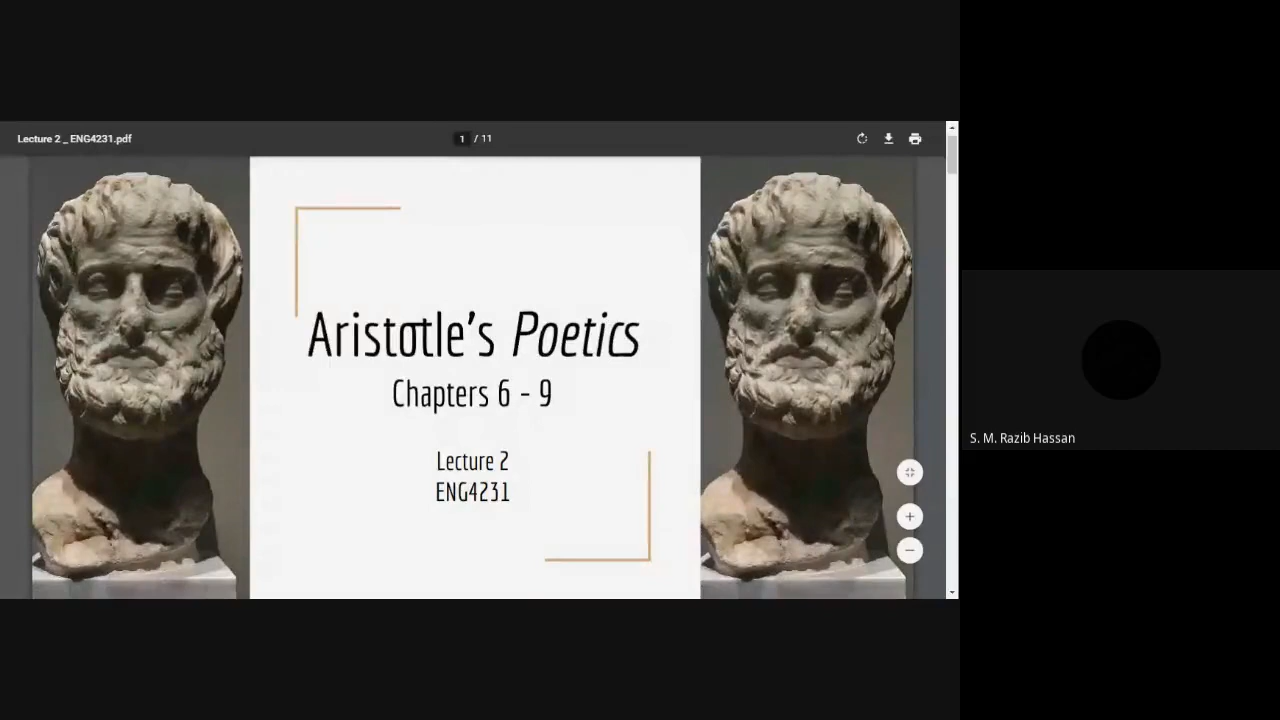 Lecture 2 _ ENG4231.pdf
1 / 11
Aristotle's Poetics
Chapters 6 - 9
Lecture 2
ENG4231
S. M. Razib Hassan